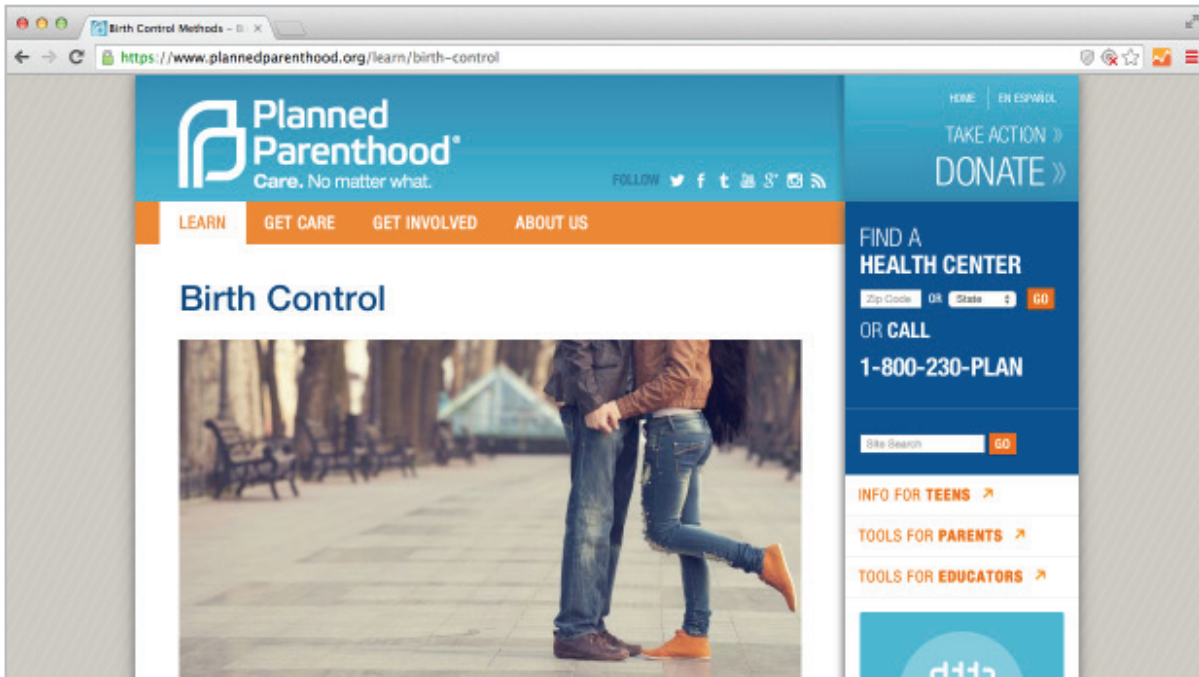 Birth Control Methods – B
https://www.plannedparenthood.org/learn/birth-control
Planned
Parenthood®
Care. No matter what.
FOLLOW
HOME | EN ESPAÑOL
TAKE ACTION »
DONATE »
LEARN GET CARE GET INVOLVED ABOUT US
Birth Control
FIND A
HEALTH CENTER
Zip Code OR State GO
OR CALL
1-800-230-PLAN
Site Search GO
INFO FOR TEENS
TOOLS FOR PARENTS
TOOLS FOR EDUCATORS